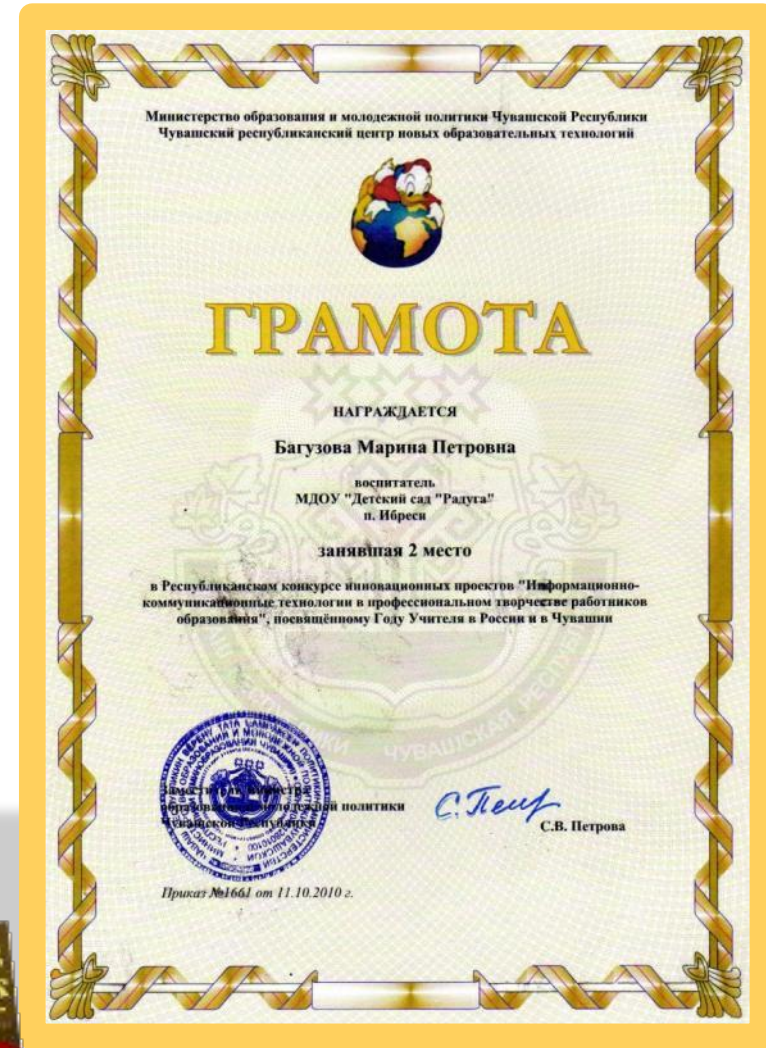 Министерство образования и молодежной политики Чувашской Республики
Чувашский республиканский центр новых образовательных технологий
ГРАМОТА
НАГРАЖДАЕТСЯ
Багузова Марина Петровна
воспитатель
МДОУ "Детский сад "Радуга"
п. Ибреси
занявшая 2 место
в Республиканском конкурсе инновационных проектов "Информационно-
коммуникационные технологии в профессиональном творчестве работников
образования", посвящённому Году Учителя в России и в Чувашии
ЧУВАШСКАЯ
Заместитель министра
образования и молодежной политики
Чувашской Республики
С.В. Петрова
Приказ №1661 от 11.10.2010 г.